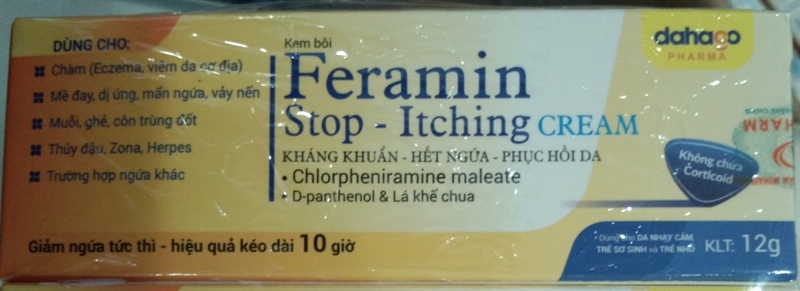 DÙNG CHO:
Chàm (Eczema, viêm da cơ địa)
Mề đay, dị ứng, mẩn ngứa, vảy nến
Muỗi, ghẻ, côn trùng đốt
Thủy đậu, Zona, Herpes
Trường hợp ngứa khác
Giảm ngứa tức thì - hiệu quả kéo dài 10 giờ
Kem bôi
Feramin
Stop - Itching CREAM
KHÁNG KHUẨN - HẾT NGỨA - PHỤC HỒI DA
• Chlorpheniramine maleate
• D-panthenol & Lá khế chua
dahago
PHARMA
HARM
Không chứa
Corticoid
• Dùng cho DA NHẠY CẢM,
TRẺ SƠ SINH và TRẺ NHỎ
KLT: 12g